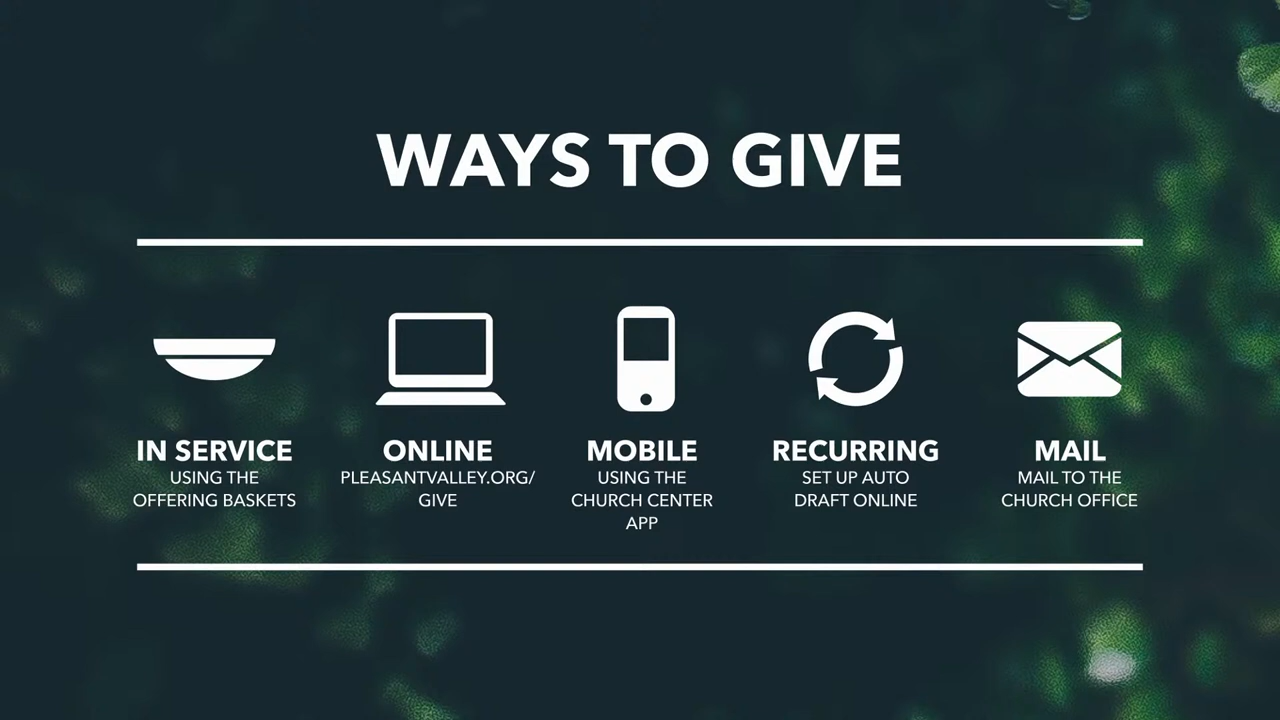 WAYS TO GIVE
IN SERVICE
USING THE
OFFERING BASKETS
ONLINE
PLEASANTVALLEY.ORG/
GIVE
MOBILE
USING THE
CHURCH CENTER
APP
RECURRING
SET UP AUTO
DRAFT ONLINE
MAIL
MAIL TO THE
CHURCH OFFICE